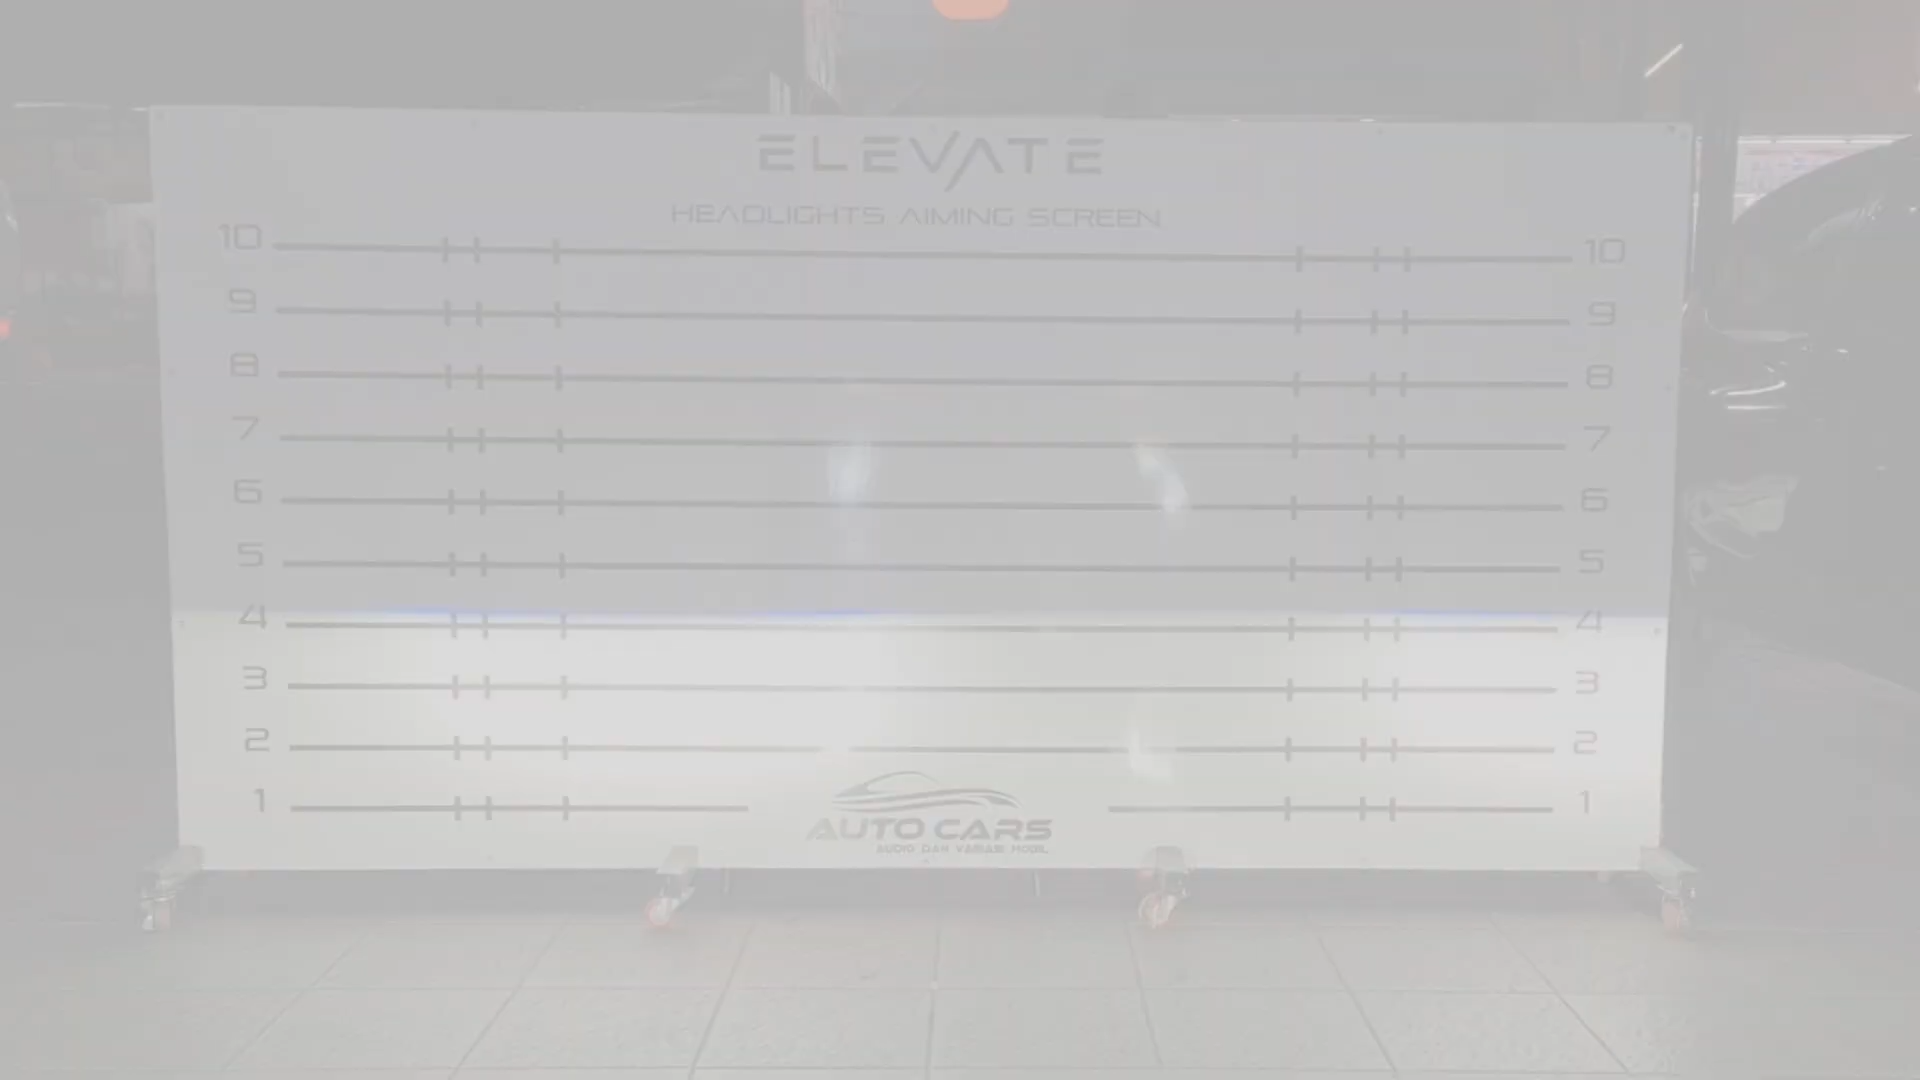 ELEVATE
HEADLIGHTS AIMING SCREEN
10 10
9 9
8 8
7 7
6 6
5 5
4 4
3 3
2 2
1 1
AUTO CARS
AUDIO DAN VARIASI MOBIL